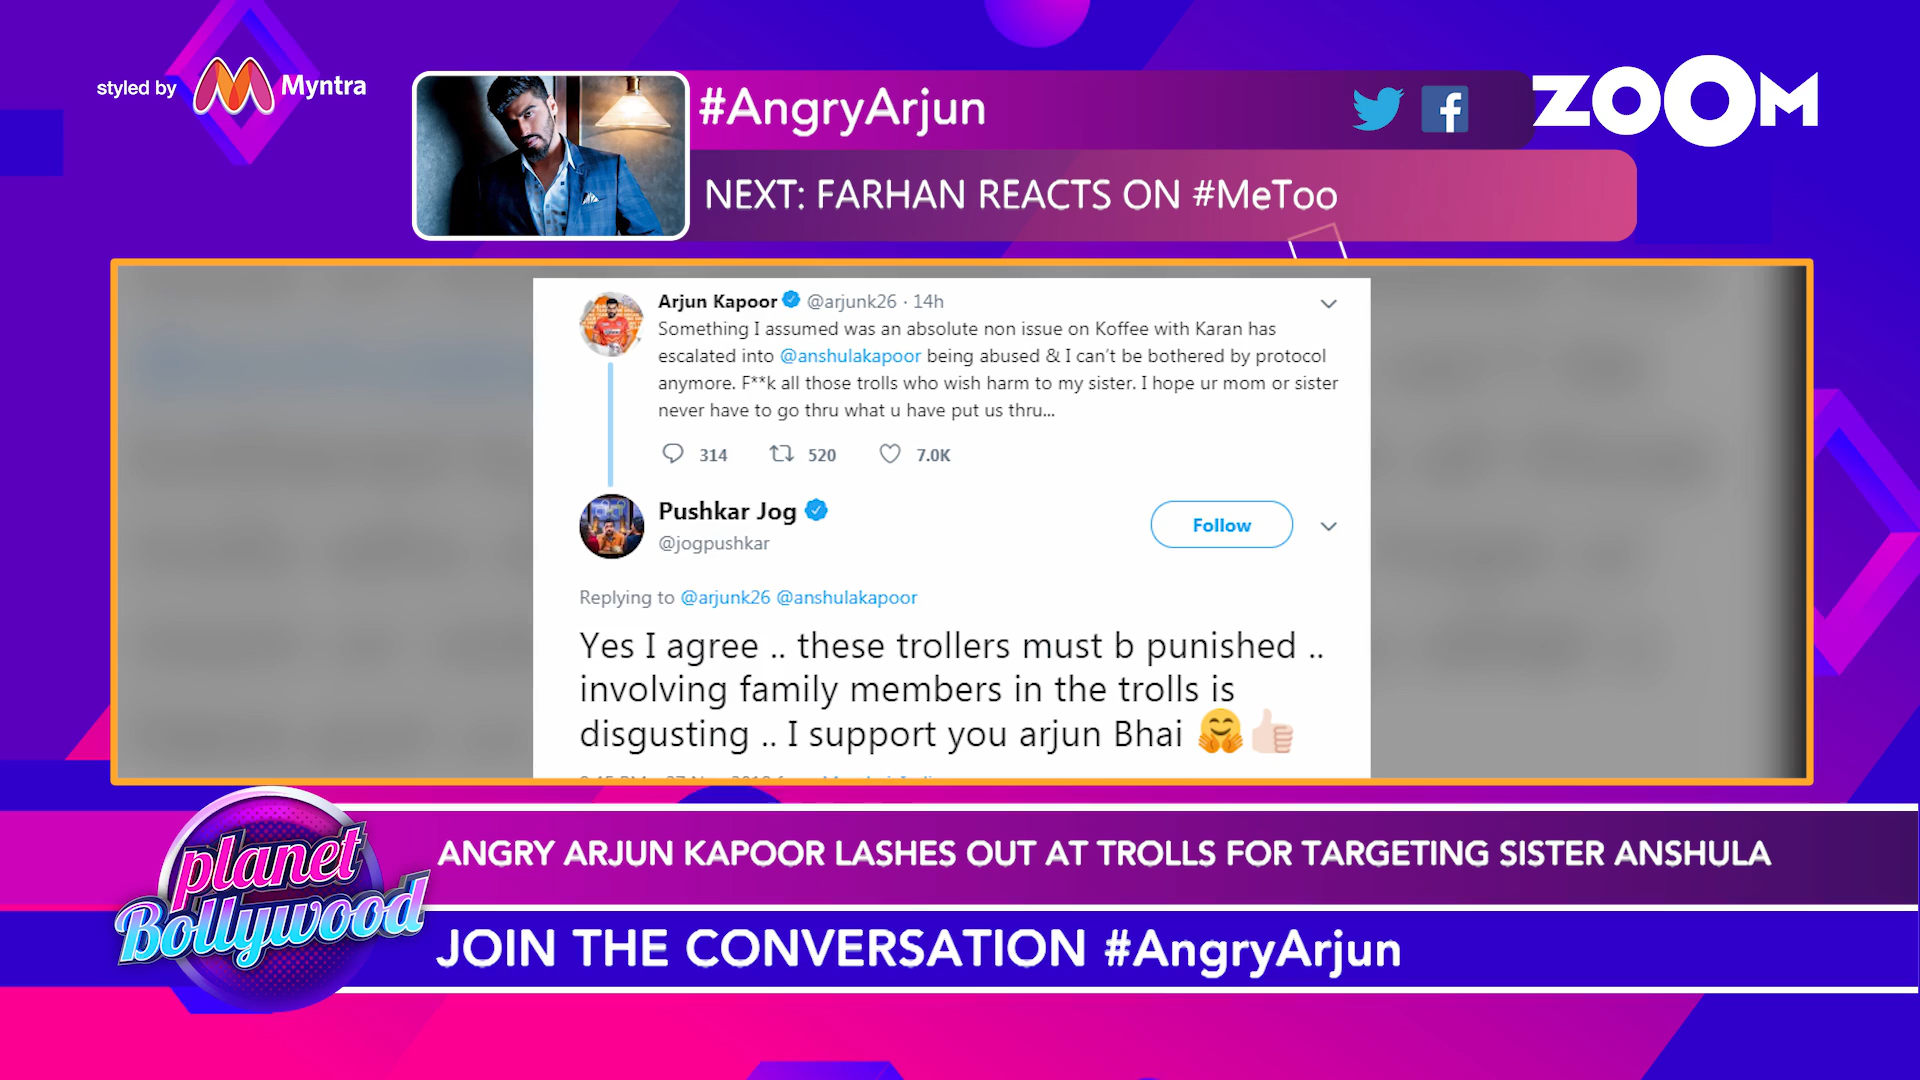 styled by Myntra
#AngryArjun
ZOOM
NEXT: FARHAN REACTS ON #MeToo
Arjun Kapoor @arjunk26 · 14h
Something I assumed was an absolute non issue on Koffee with Karan has
escalated into @anshulakapoor being abused & I can't be bothered by protocol
anymore. F**k all those trolls who wish harm to my sister. I hope ur mom or sister
never have to go thru what u have put us thru...
314 520 7.0K
Pushkar Jog
Follow
@jogpushkar
Replying to @arjunk26 @anshulakapoor
Yes I agree .. these trollers must b punished ..
involving family members in the trolls is
disgusting .. I support you arjun Bhai 🤗👍🏻
planet
Bollywood
ANGRY ARJUN KAPOOR LASHES OUT AT TROLLS FOR TARGETING SISTER ANSHULA
JOIN THE CONVERSATION #AngryArjun